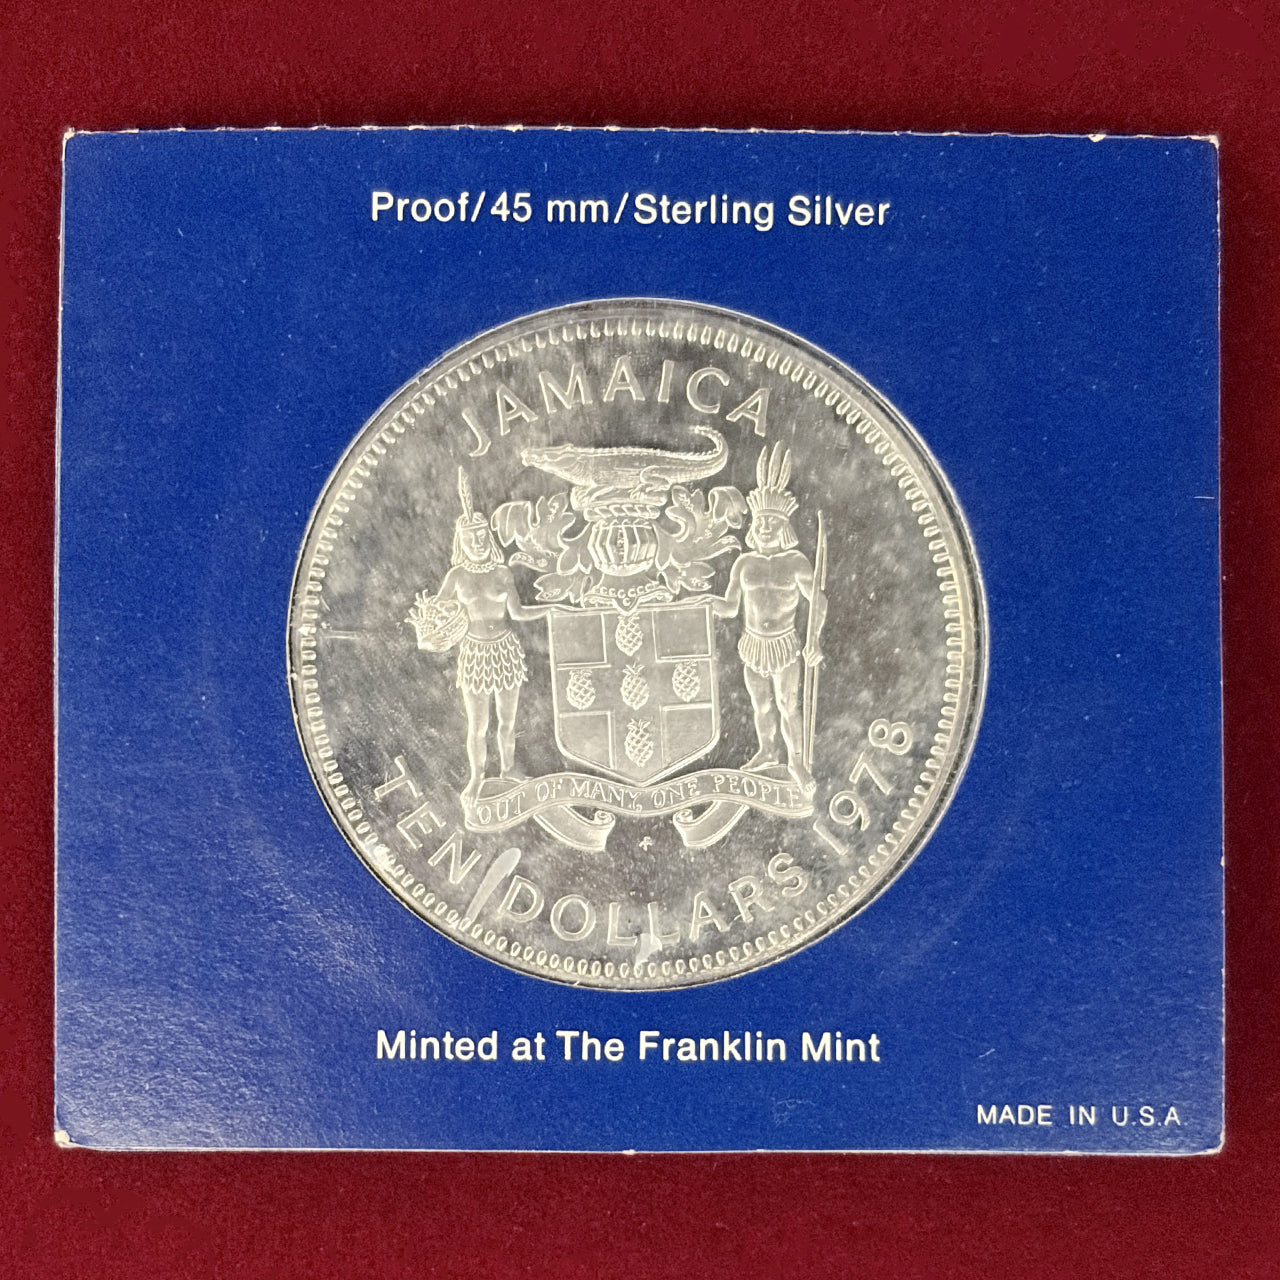 Proof/45 mm/Sterling Silver
JAMAICA
OUT OF MANY, ONE PEOPLE
TEN DOLLARS 1978
Minted at The Franklin Mint
MADE IN U.S.A